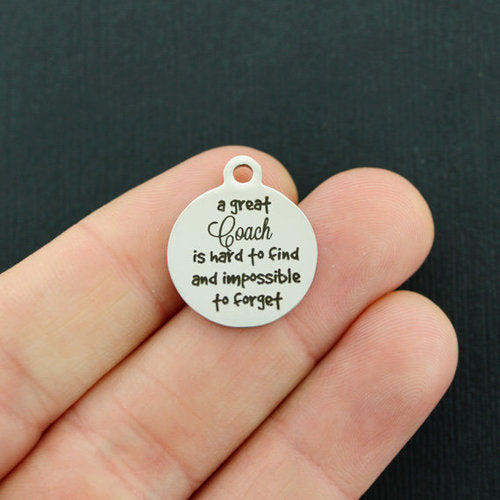 a great
Coach
is hard to find
and impossible
to forget